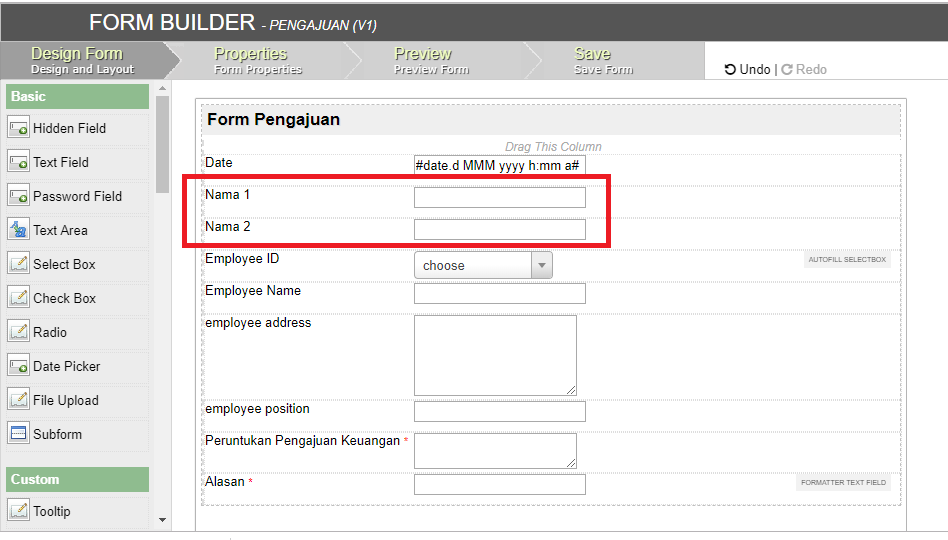 FORM BUILDER - PENGAJUAN (V1)
Design Form
Design and Layout
Properties
Form Properties
Preview
Preview Form
Save
Save Form
Undo | Redo
Basic
Hidden Field
Text Field
Password Field
Text Area
Select Box
Check Box
Radio
Date Picker
File Upload
Subform
Custom
Tooltip
Form Pengajuan
Drag This Column
Date #date.d MMM yyyy h:mm a#
Nama 1
Nama 2
Employee ID choose AUTOFILL SELECTBOX
Employee Name
employee address
employee position
Peruntukan Pengajuan Keuangan *
Alasan * FORMATTER TEXT FIELD